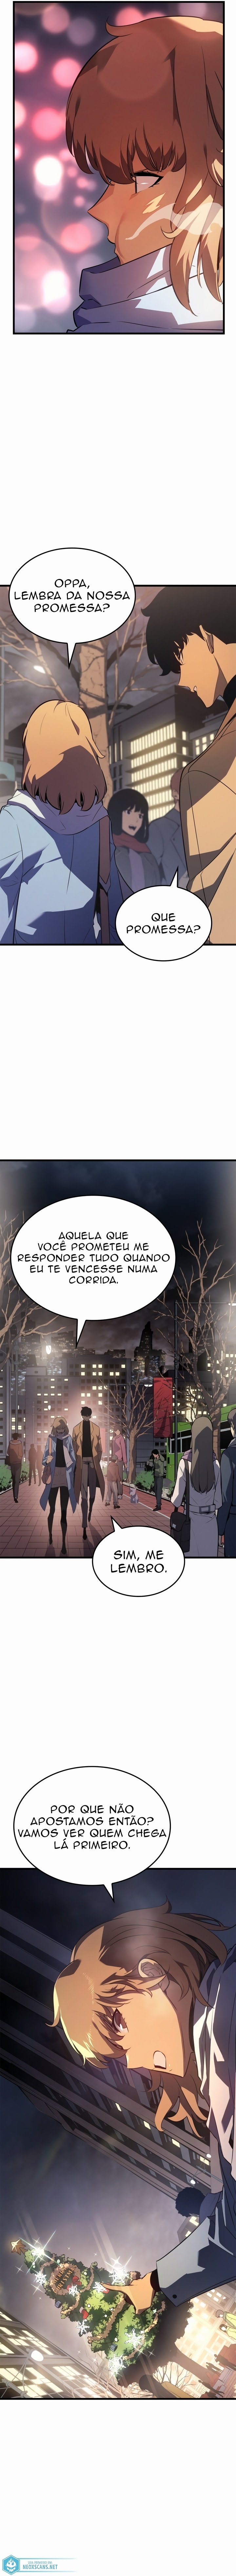 OPPA,
LEMBRA DA NOSSA
PROMESSA?
QUE
PROMESSA?
AQUELA QUE
VOCÊ PROMETEU ME
RESPONDER TUDO QUANDO
EU TE VENCESSE NUMA
CORRIDA.
SIM, ME
LEMBRO.
POR QUE NÃO
APOSTAMOS ENTÃO?
VAMOS VER QUEM CHEGA
LÁ PRIMEIRO.
NEOXSCANS.NET